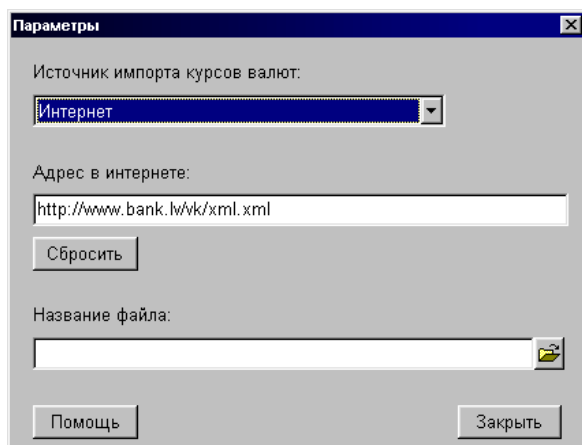 Параметры
Источник импорта курсов валют:
Интернет
Адрес в интернете:
http://www.bank.lv/vk/xml.xml
Сбросить
Название файла:
Помощь
Закрыть